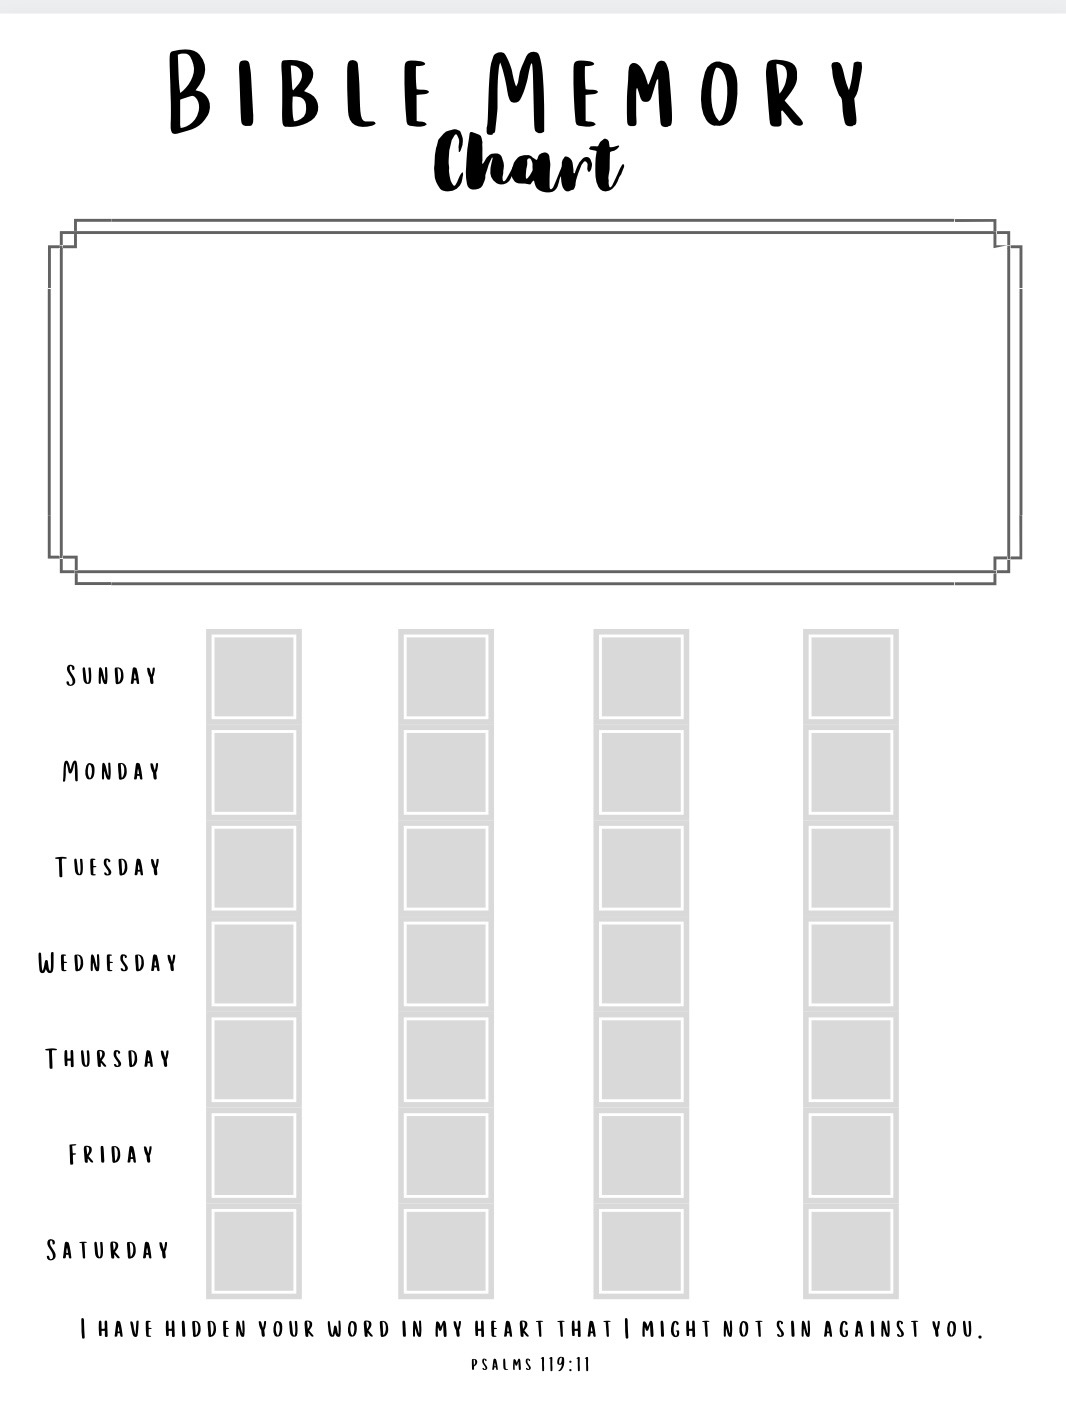 BIBLE MEMORY
Chart
SUNDAY
MONDAY
TUESDAY
WEDNESDAY
THURSDAY
FRIDAY
SATURDAY
I HAVE HIDDEN YOUR WORD IN MY HEART THAT I MIGHT NOT SIN AGAINST YOU.
PSALMS 119:11